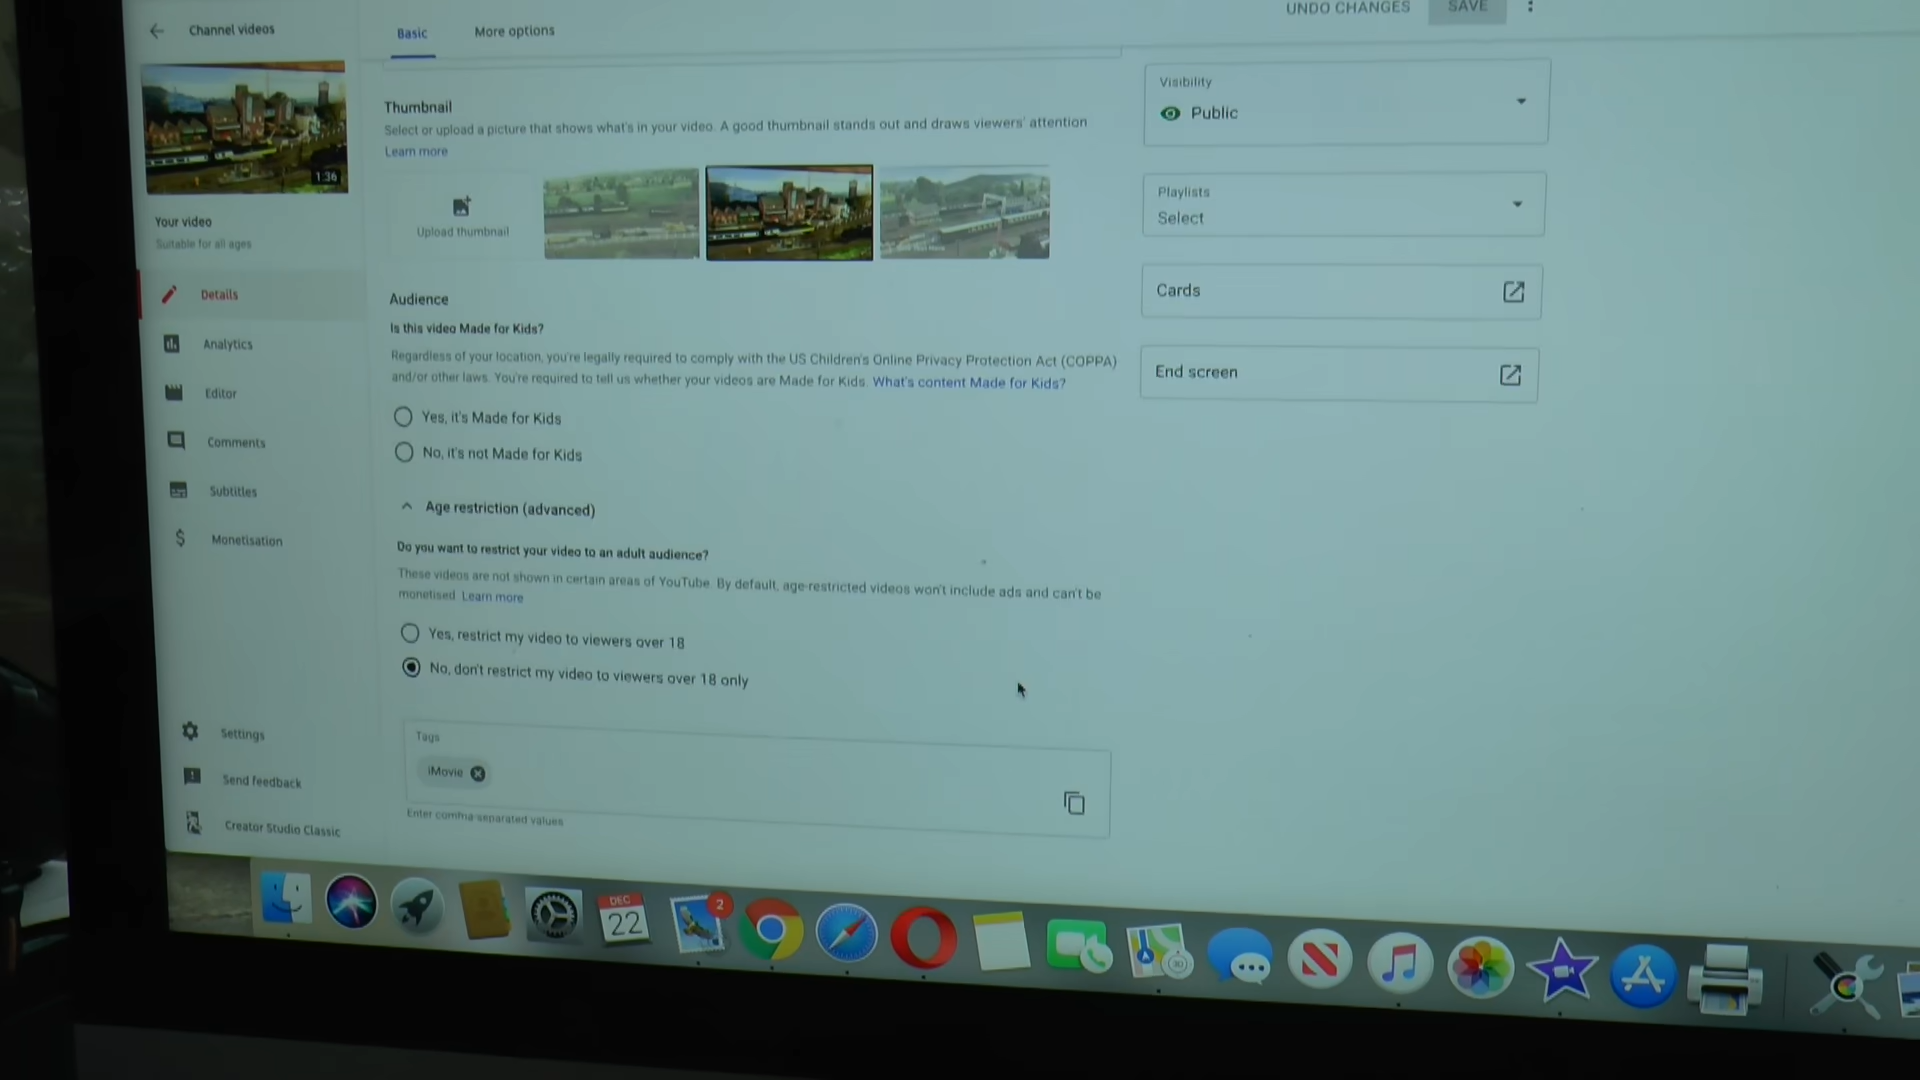 Channel videos
Basic
More options
UNDO CHANGES
SAVE
1:36
Your video
Suitable for all ages
Details
Analytics
Editor
Comments
Subtitles
Monetisation
Settings
Send feedback
Creator Studio Classic
Thumbnail
Select or upload a picture that shows what's in your video. A good thumbnail stands out and draws viewers' attention
Learn more
Upload thumbnail
Audience
Is this video Made for Kids?
Regardless of your location, you're legally required to comply with the US Children's Online Privacy Protection Act (COPPA)
and/or other laws. You're required to tell us whether your videos are Made for Kids. What's content Made for Kids?
Yes, it's Made for Kids
No, it's not Made for Kids
Age restriction (advanced)
Do you want to restrict your video to an adult audience?
These videos are not shown in certain areas of YouTube. By default, age-restricted videos won't include ads and can't be
monetised. Learn more
Yes, restrict my video to viewers over 18
No, don't restrict my video to viewers over 18 only
Tags
iMovie
Enter comma-separated values
Visibility
Public
Playlists
Select
Cards
End screen
DEC
22
2
3D